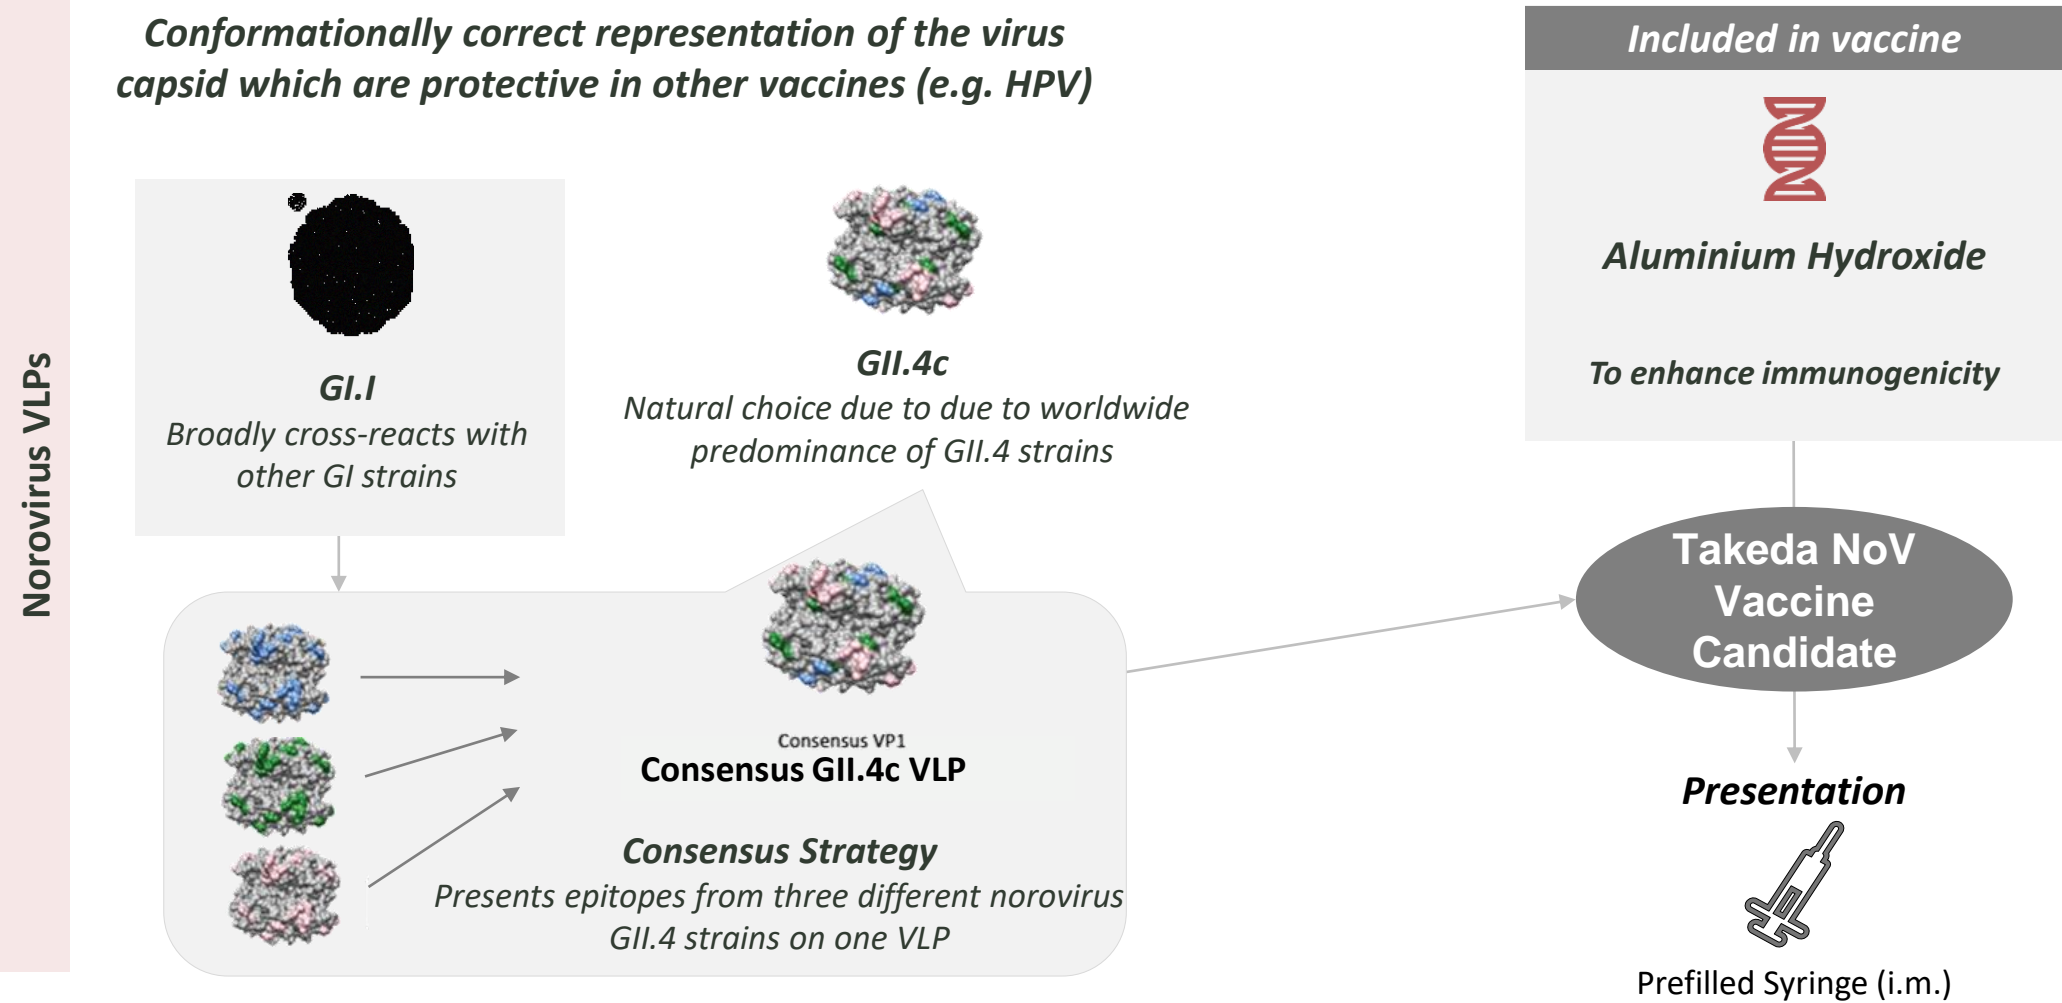 Norovirus VLPs
Conformationally correct representation of the virus
capsid which are protective in other vaccines (e.g. HPV)
GI.I
Broadly cross-reacts with
other GI strains
GII.4c
Natural choice due to due to worldwide
predominance of GII.4 strains
Consensus VP1
Consensus GII.4c VLP
Consensus Strategy
Presents epitopes from three different norovirus
GII.4 strains on one VLP
Included in vaccine
Aluminium Hydroxide
To enhance immunogenicity
Takeda NoV
Vaccine
Candidate
Presentation
Prefilled Syringe (i.m.)